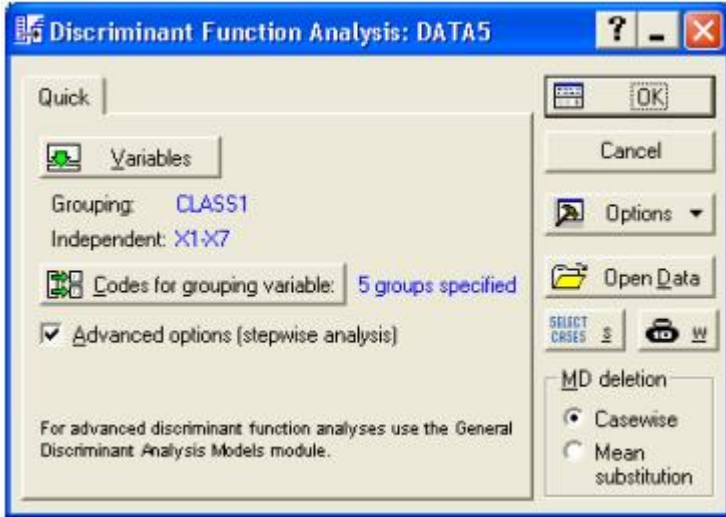 Discriminant Function Analysis: DATA5
Quick
Variables
Grouping: CLASS1
Independent: X1-X7
Codes for grouping variable: 5 groups specified
Advanced options (stepwise analysis)
For advanced discriminant function analyses use the General
Discriminant Analysis Models module.
OK
Cancel
Options
Open Data
SELECT
CASES S
W
MD deletion
Casewise
Mean
substitution